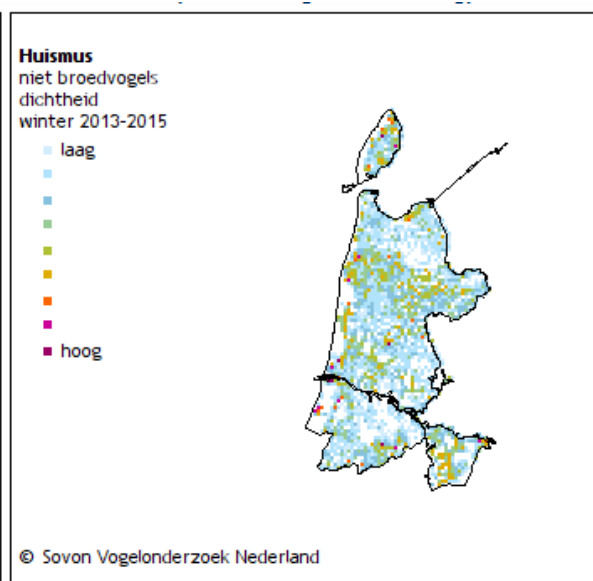 Huismus
niet broedvogels
dichtheid
winter 2013-2015
laag
hoog
© Sovon Vogelonderzoek Nederland